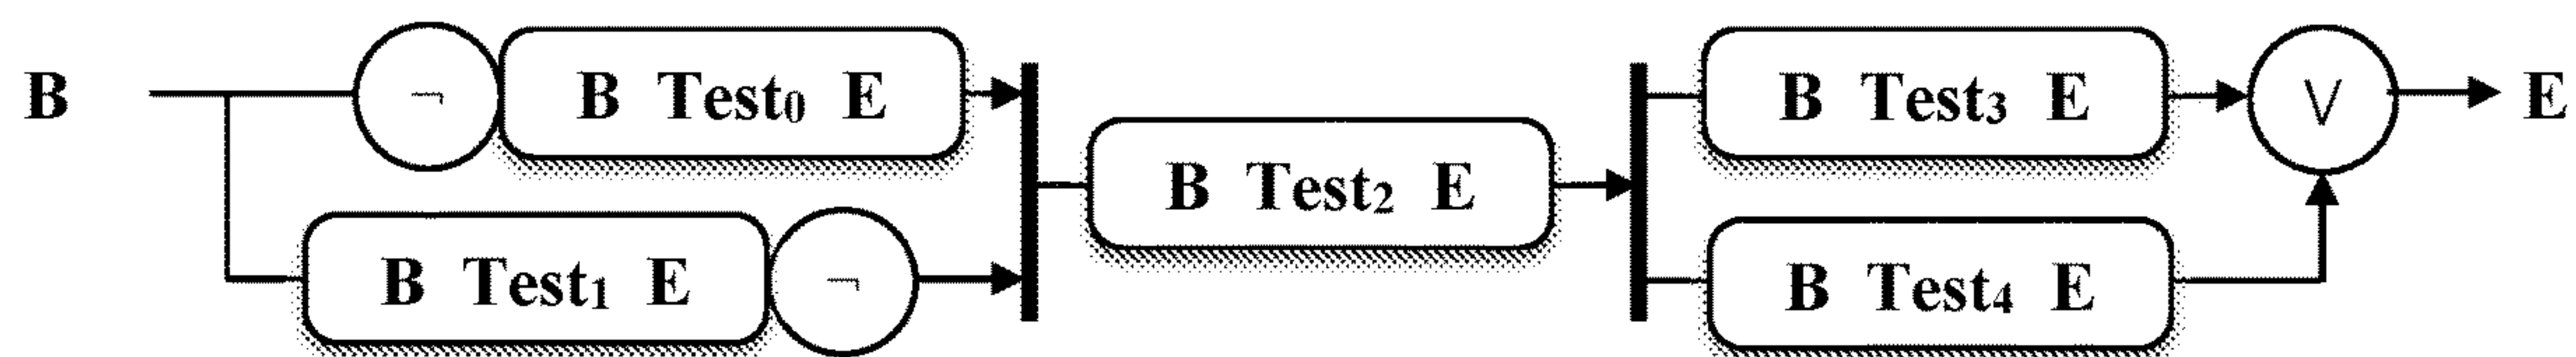 B ¬ B Test₀ E B Test₃ E ∨ E
B Test₂ E
B Test₁ E ¬ B Test₄ E